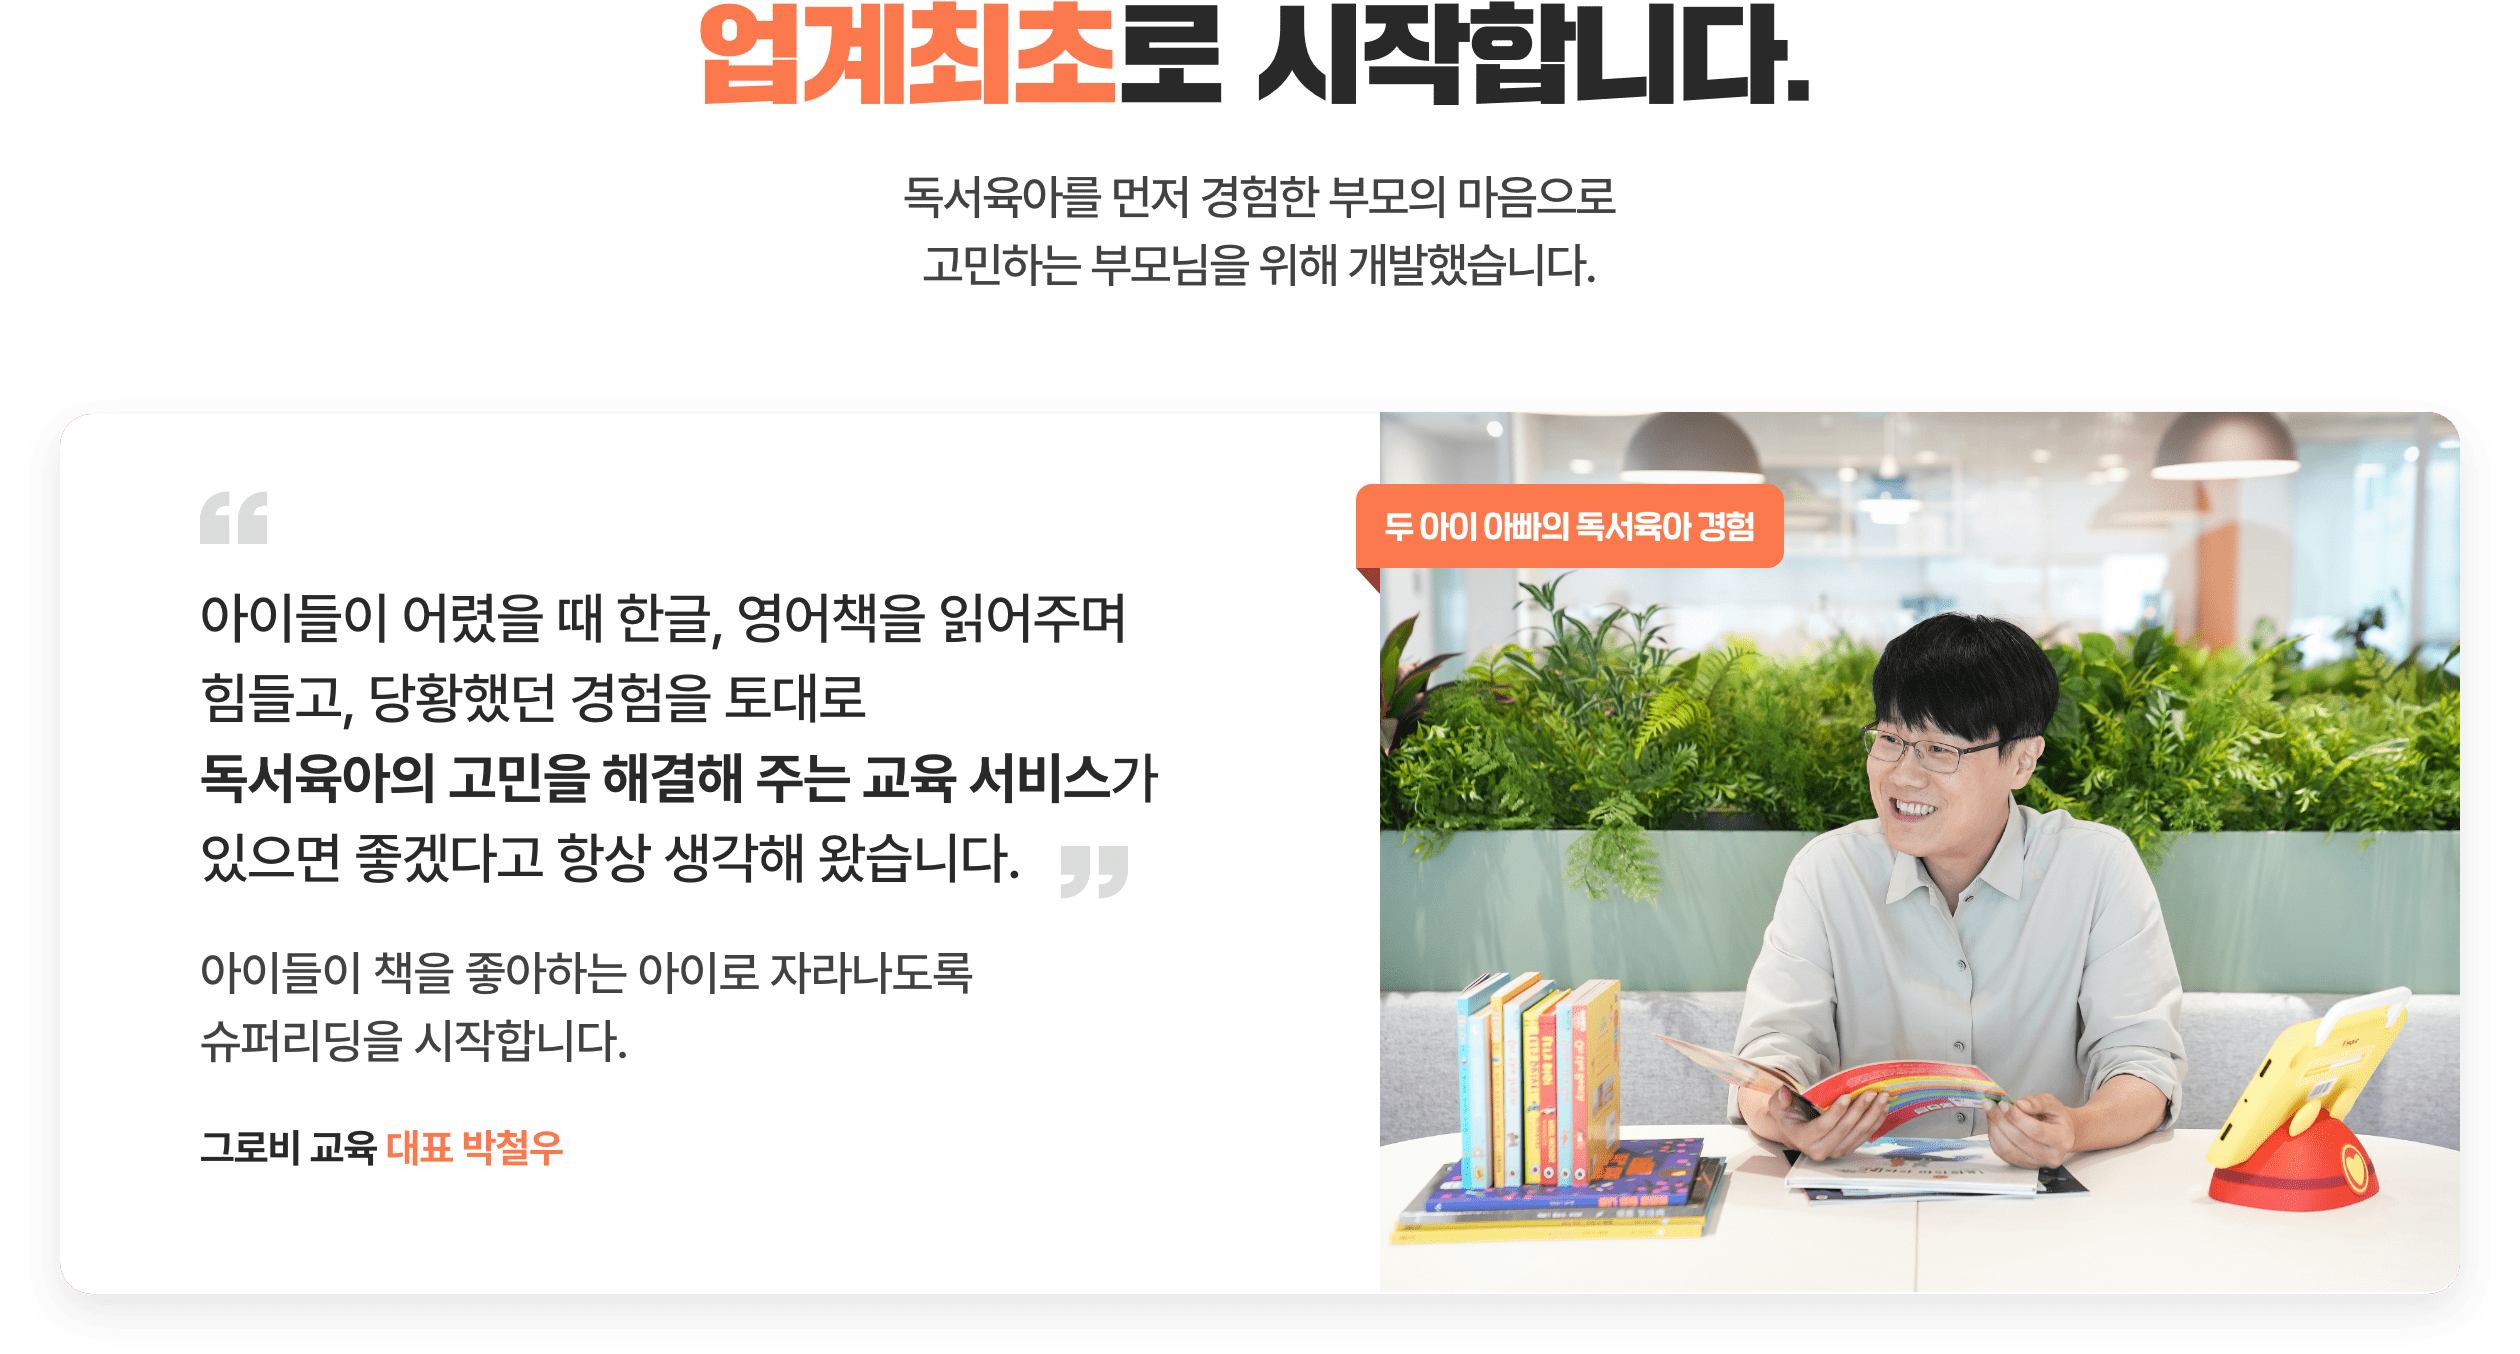 업계최초로 시작합니다.
독서육아를 먼저 경험한 부모의 마음으로
고민하는 부모님을 위해 개발했습니다.
두 아이 아빠의 독서육아 경험
아이들이 어렸을 때 한글, 영어책을 읽어주며
힘들고, 당황했던 경험을 토대로
독서육아의 고민을 해결해 주는 교육 서비스가
있으면 좋겠다고 항상 생각해 왔습니다.
아이들이 책을 좋아하는 아이로 자라나도록
슈퍼리딩을 시작합니다.
그로비 교육 대표 박철우